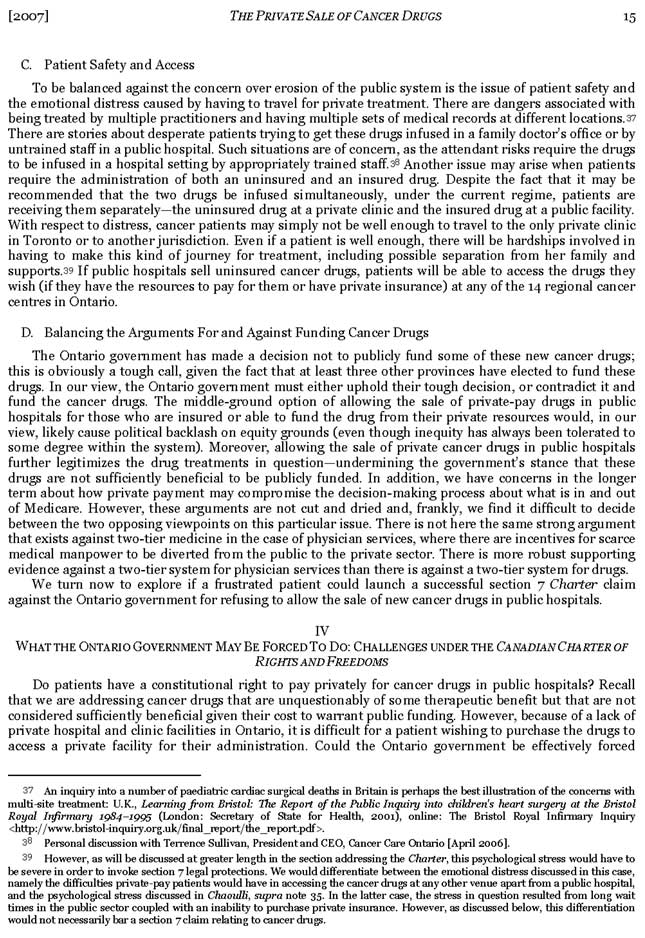 [2007] THE PRIVATE SALE OF CANCER DRUGS 15
C. Patient Safety and Access
To be balanced against the concern over erosion of the public system is the issue of patient safety and
the emotional distress caused by having to travel for private treatment. There are dangers associated with
being treated by multiple practitioners and having multiple sets of medical records at different locations.37
There are stories about desperate patients trying to get these drugs infused in a family doctor's office or by
untrained staff in a public hospital. Such situations are of concern, as the attendant risks require the drugs
to be infused in a hospital setting by appropriately trained staff.38 Another issue may arise when patients
require the administration of both an uninsured and an insured drug. Despite the fact that it may be
recommended that the two drugs be infused simultaneously, under the current regime, patients are
receiving them separately—the uninsured drug at a private clinic and the insured drug at a public facility.
With respect to distress, cancer patients may simply not be well enough to travel to the only private clinic
in Toronto or to another jurisdiction. Even if a patient is well enough, there will be hardships involved in
having to make this kind of journey for treatment, including possible separation from her family and
supports.39 If public hospitals sell uninsured cancer drugs, patients will be able to access the drugs they
wish (if they have the resources to pay for them or have private insurance) at any of the 14 regional cancer
centres in Ontario.
D. Balancing the Arguments For and Against Funding Cancer Drugs
The Ontario government has made a decision not to publicly fund some of these new cancer drugs;
this is obviously a tough call, given the fact that at least three other provinces have elected to fund these
drugs. In our view, the Ontario government must either uphold their tough decision, or contradict it and
fund the cancer drugs. The middle-ground option of allowing the sale of private-pay drugs in public
hospitals for those who are insured or able to fund the drug from their private resources would, in our
view, likely cause political backlash on equity grounds (even though inequity has always been tolerated to
some degree within the system). Moreover, allowing the sale of private cancer drugs in public hospitals
further legitimizes the drug treatments in question—undermining the government's stance that these
drugs are not sufficiently beneficial to be publicly funded. In addition, we have concerns in the longer
term about how private payment may compromise the decision-making process about what is in and out
of Medicare. However, these arguments are not cut and dried and, frankly, we find it difficult to decide
between the two opposing viewpoints on this particular issue. There is not here the same strong argument
that exists against two-tier medicine in the case of physician services, where there are incentives for scarce
medical manpower to be diverted from the public to the private sector. There is more robust supporting
evidence against a two-tier system for physician services than there is against a two-tier system for drugs.
We turn now to explore if a frustrated patient could launch a successful section 7 Charter claim
against the Ontario government for refusing to allow the sale of new cancer drugs in public hospitals.
IV
WHAT THE ONTARIO GOVERNMENT MAY BE FORCED TO DO: CHALLENGES UNDER THE CANADIAN CHARTER OF
RIGHTS AND FREEDOMS
Do patients have a constitutional right to pay privately for cancer drugs in public hospitals? Recall
that we are addressing cancer drugs that are unquestionably of some therapeutic benefit but that are not
considered sufficiently beneficial given their cost to warrant public funding. However, because of a lack of
private hospital and clinic facilities in Ontario, it is difficult for a patient wishing to purchase the drugs to
access a private facility for their administration. Could the Ontario government be effectively forced
37 An inquiry into a number of paediatric cardiac surgical deaths in Britain is perhaps the best illustration of the concerns with
multi-site treatment: U.K., Learning from Bristol: The Report of the Public Inquiry into children's heart surgery at the Bristol
Royal Infirmary 1984–1995 (London: Secretary of State for Health, 2001), online: The Bristol Royal Infirmary Inquiry
<http://www.bristol-inquiry.org.uk/final_report/the_report.pdf>.
38 Personal discussion with Terrence Sullivan, President and CEO, Cancer Care Ontario [April 2006].
39 However, as will be discussed at greater length in the section addressing the Charter, this psychological stress would have to
be severe in order to invoke section 7 legal protections. We would differentiate between the emotional distress discussed in this case,
namely the difficulties private-pay patients would have in accessing the cancer drugs at any other venue apart from a public hospital,
and the psychological stress discussed in Chaoulli, supra note 35. In the latter case, the stress in question resulted from long wait
times in the public sector coupled with an inability to purchase private insurance. However, as discussed below, this differentiation
would not necessarily bar a section 7 claim relating to cancer drugs.